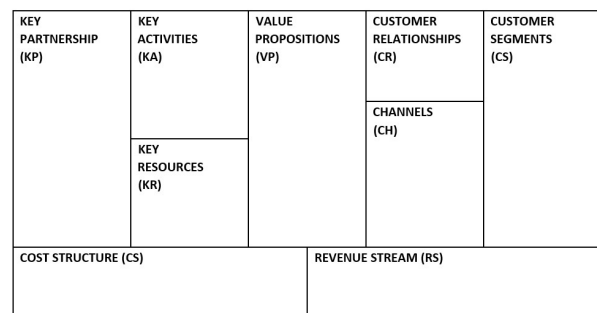 KEY
PARTNERSHIP
(KP)
KEY
ACTIVITIES
(KA)
KEY
RESOURCES
(KR)
VALUE
PROPOSITIONS
(VP)
CUSTOMER
RELATIONSHIPS
(CR)
CHANNELS
(CH)
CUSTOMER
SEGMENTS
(CS)
COST STRUCTURE (CS)
REVENUE STREAM (RS)